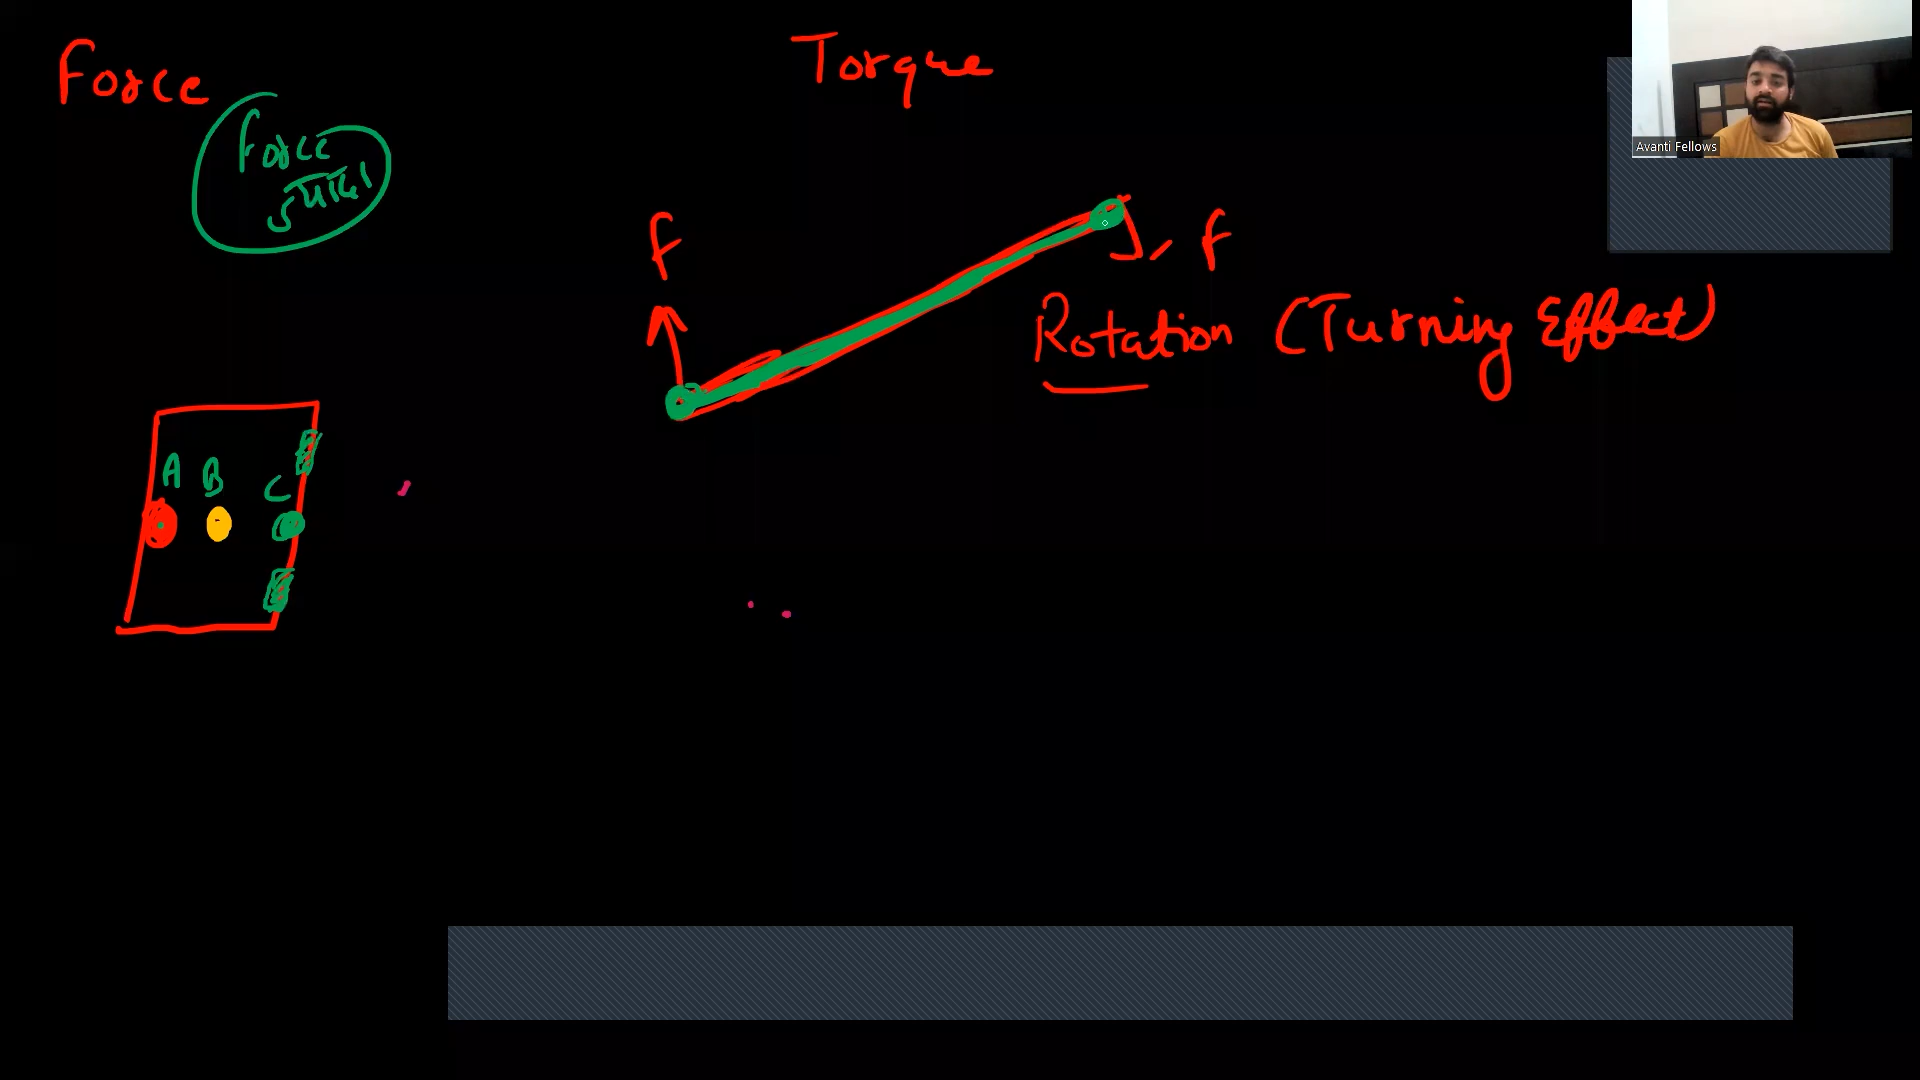 Force
Torque
Force
f
f
Rotation (Turning Effect)
A B C
Avanti Fellows